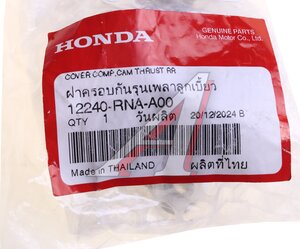 HONDA
GENUINE PARTS
Honda Motor Co., Ltd.
COVER COMP,CAM THRUST RR
ฝาครอบกันรุนเพลาลูกเบี้ยว
12240-RNA-A00
QTY 1 วันผลิต 20/12/2024 B
Made in THAILAND ผลิตที่ไทย